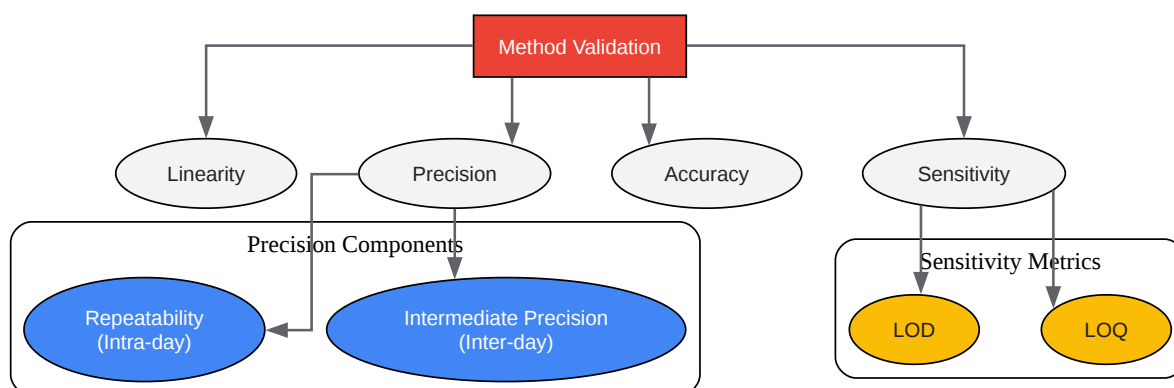 Method Validation
Linearity
Precision
Accuracy
Sensitivity
Precision Components
Repeatability
(Intra-day)
Intermediate Precision
(Inter-day)
Sensitivity Metrics
LOD
LOQ